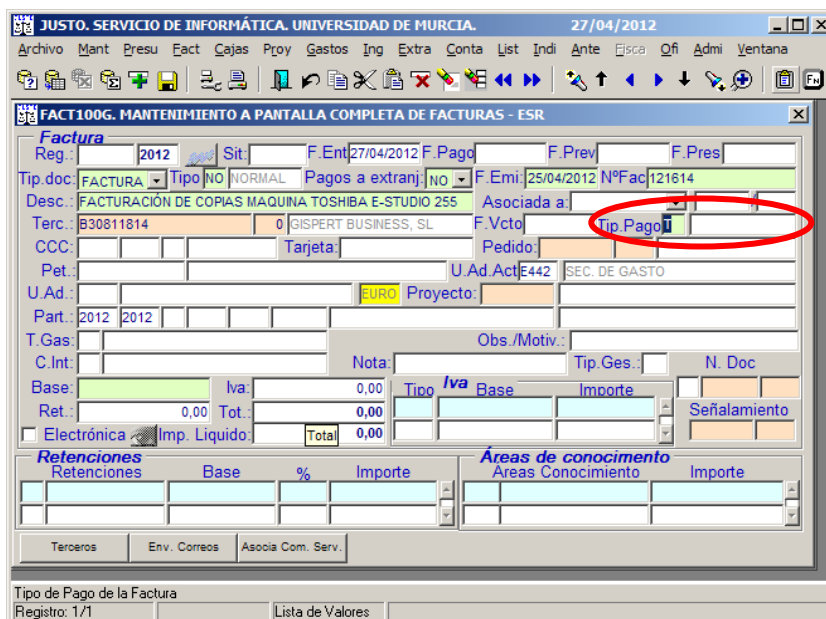 JUSTO. SERVICIO DE INFORMÁTICA. UNIVERSIDAD DE MURCIA. 27/04/2012
Archivo Mant Presu Fact Cajas Proy Gastos Ing Extra Conta List Indi Ante Fisca Ofi Admi Ventana
FACT100G. MANTENIMIENTO A PANTALLA COMPLETA DE FACTURAS - ESR
Factura
Reg.: 2012 Sit: F.Ent 27/04/2012 F.Pago F.Prev F.Pres
Tip.doc: FACTURA Tipo NO NORMAL Pagos a extranj: NO F.Emi: 25/04/2012 NºFac 121614
Desc.: FACTURACIÓN DE COPIAS MAQUINA TOSHIBA E-STUDIO 255 Asociada a: /
Terc.: B30811814 0 GISPERT BUSINESS, SL F.Vcto Tip.Pago T
CCC: Tarjeta: Pedido:
Pet.: U.Ad.Act E442 SEC. DE GASTO
U.Ad.: EURO Proyecto:
Part.: 2012 2012
T.Gas: Obs./Motiv.:
C.Int: Nota: Tip.Ges.: N. Doc
Base: Iva: 0,00 Tipo Iva Base Importe
Ret.: 0,00 Tot.: 0,00 Señalamiento
Electrónica Imp. Liquido: Total 0,00
Retenciones Áreas de conocimento
Retenciones Base % Importe Areas Conocimiento Importe
Terceros Env. Correos Asocia Com. Serv.
Tipo de Pago de la Factura
Registro: 1/1 Lista de Valores